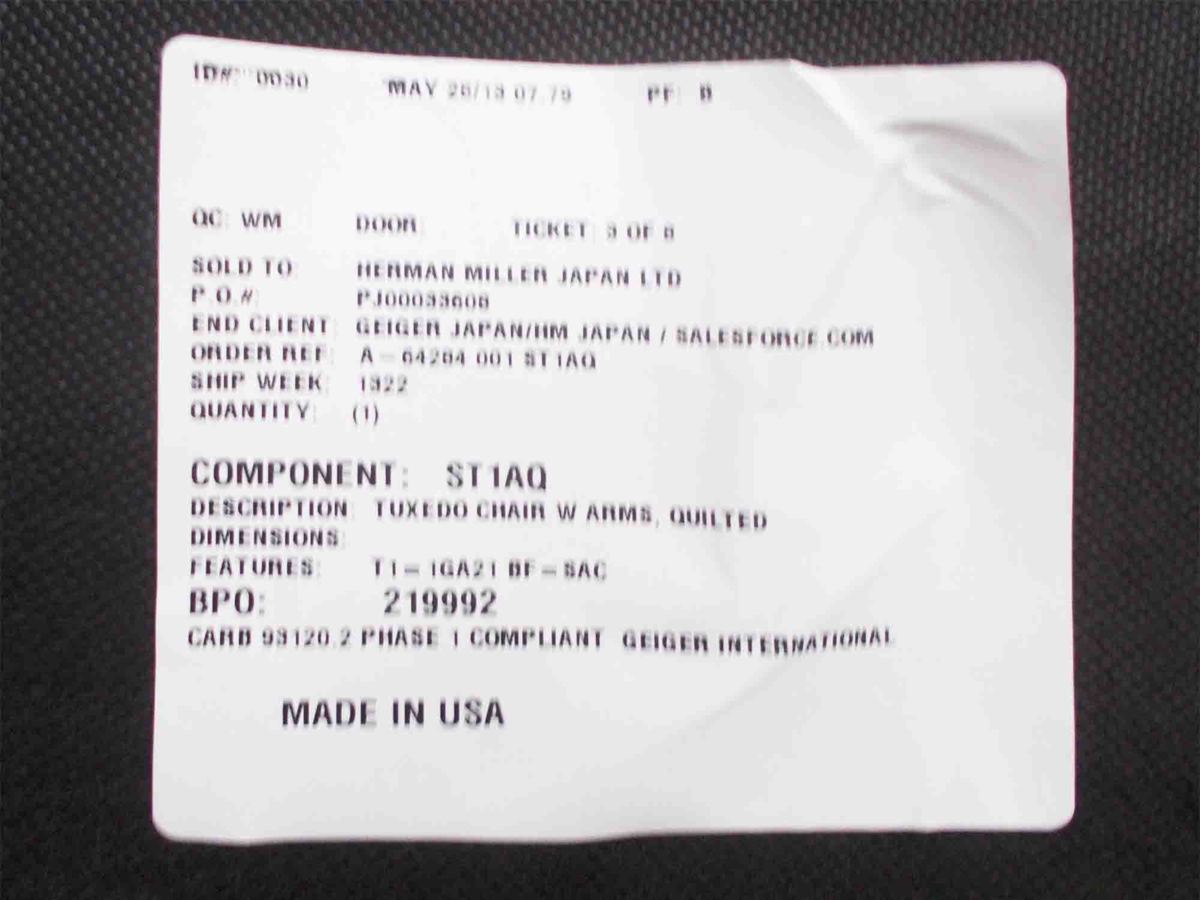 ID#: 0030 MAY 28/13 07:79 PF: B
QC: WM DOOR: TICKET: 3 OF 8
SOLD TO: HERMAN MILLER JAPAN LTD
P.O.#: PJ00033608
END CLIENT: GEIGER JAPAN/HM JAPAN / SALESFORCE.COM
ORDER REF: A-64284 001 ST1AQ
SHIP WEEK: 1322
QUANTITY: (1)
COMPONENT: ST1AQ
DESCRIPTION: TUXEDO CHAIR W ARMS, QUILTED
DIMENSIONS:
FEATURES: T1-1GA21 BF-SAC
BPO: 219992
CARB 93120.2 PHASE 1 COMPLIANT GEIGER INTERNATIONAL
MADE IN USA